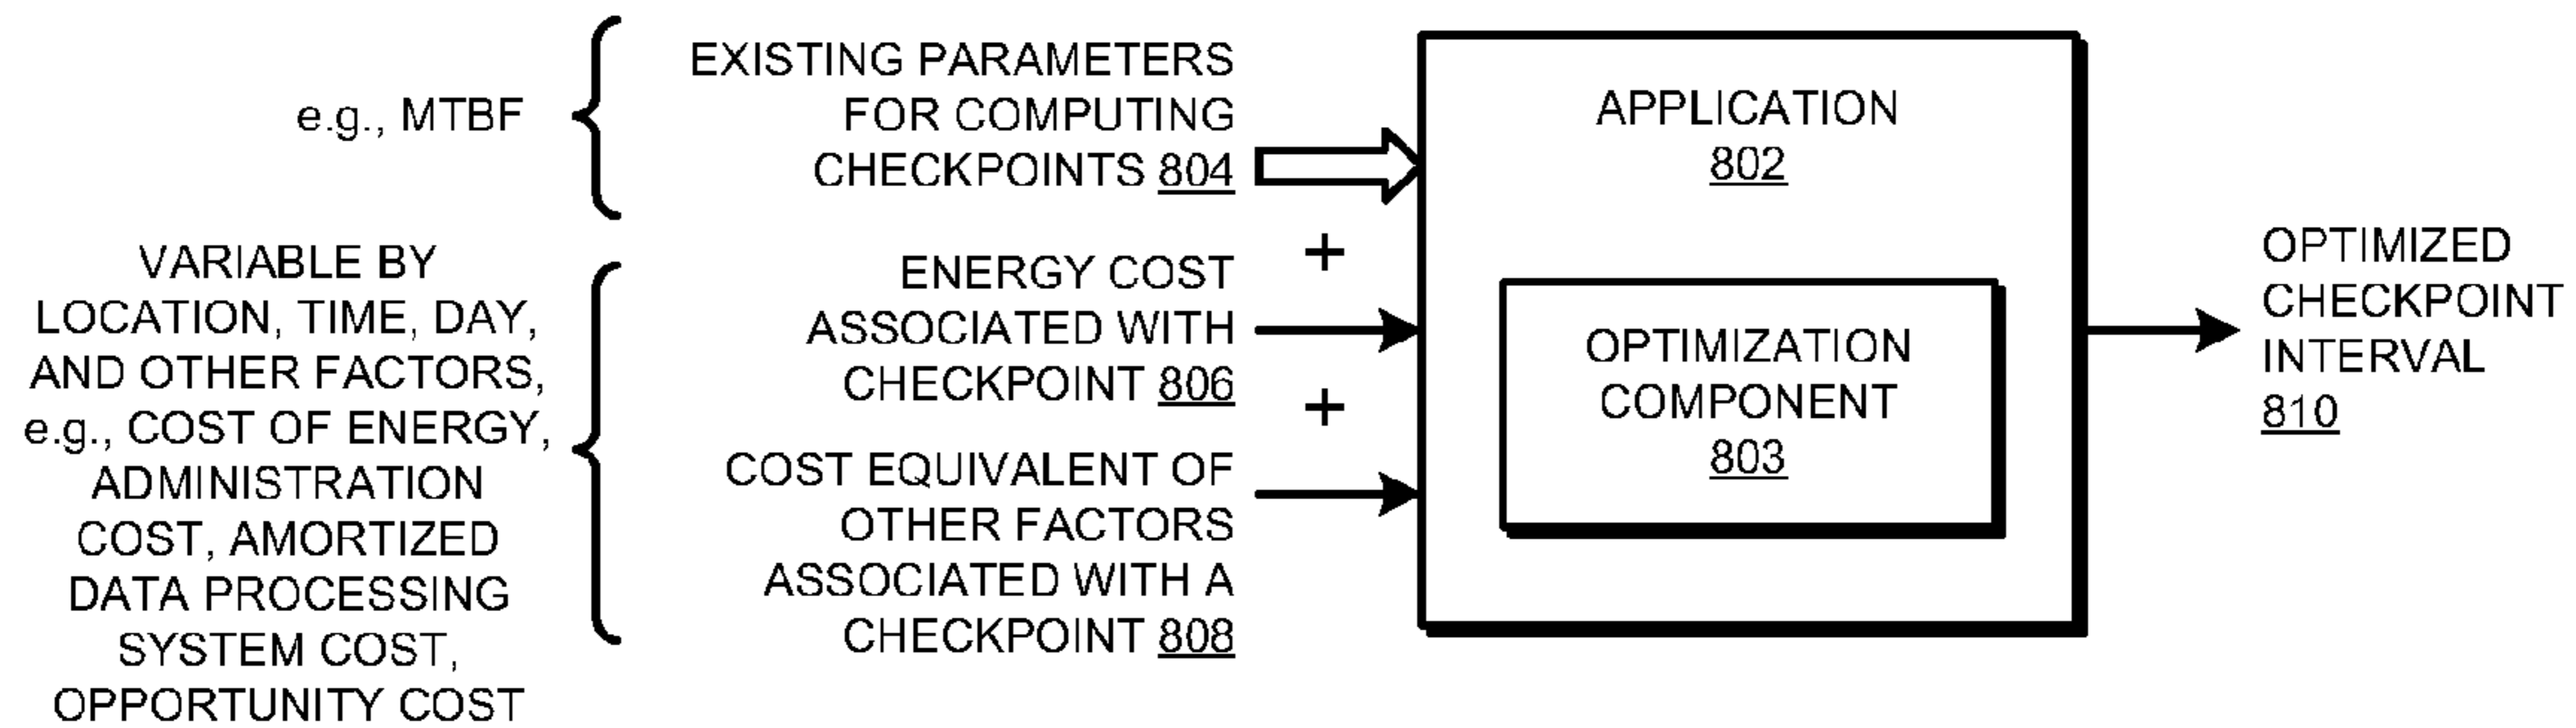 e.g., MTBF
EXISTING PARAMETERS
FOR COMPUTING
CHECKPOINTS 804
VARIABLE BY
LOCATION, TIME, DAY,
AND OTHER FACTORS,
e.g., COST OF ENERGY,
ADMINISTRATION
COST, AMORTIZED
DATA PROCESSING
SYSTEM COST,
OPPORTUNITY COST
+
ENERGY COST
ASSOCIATED WITH
CHECKPOINT 806
+
COST EQUIVALENT OF
OTHER FACTORS
ASSOCIATED WITH A
CHECKPOINT 808
APPLICATION
802
OPTIMIZATION
COMPONENT
803
OPTIMIZED
CHECKPOINT
INTERVAL
810